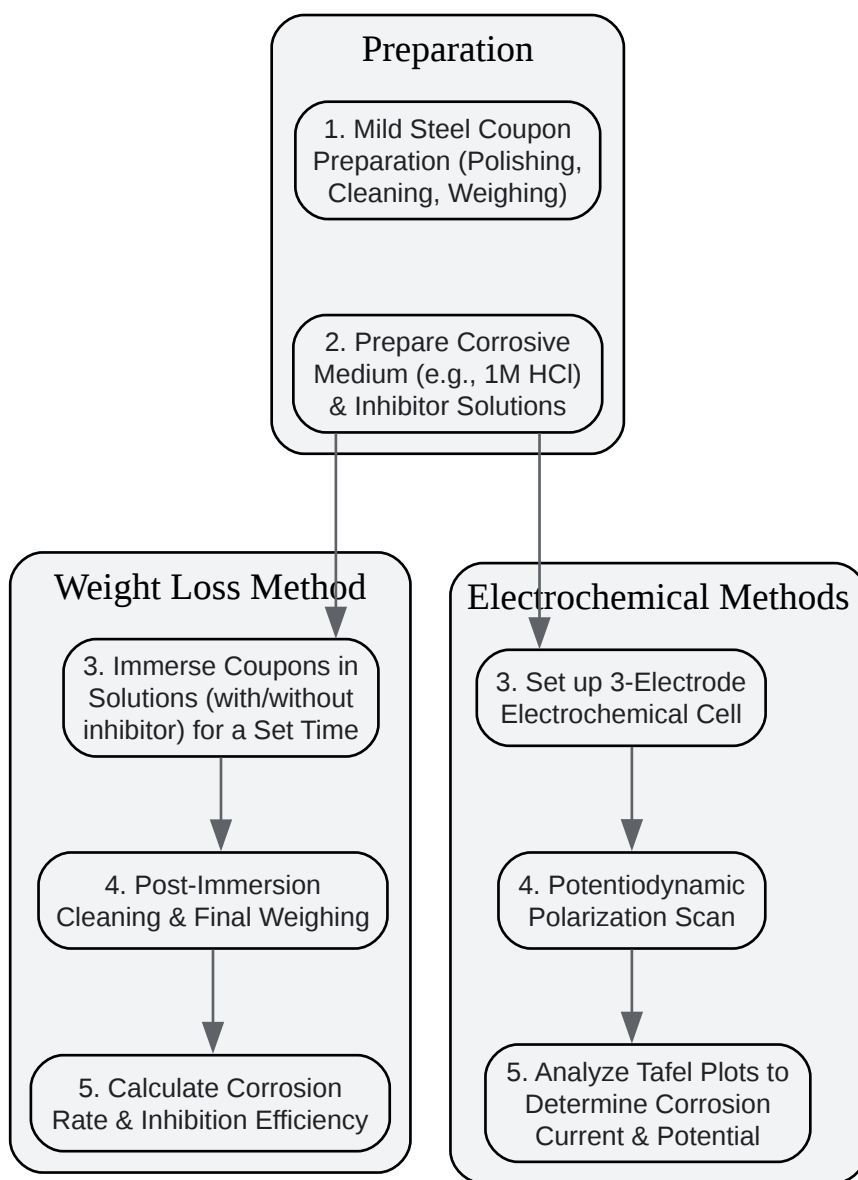 Preparation
1. Mild Steel Coupon
Preparation (Polishing,
Cleaning, Weighing)
2. Prepare Corrosive
Medium (e.g., 1M HCl)
& Inhibitor Solutions
Weight Loss Method
3. Immerse Coupons in
Solutions (with/without
inhibitor) for a Set Time
4. Post-Immersion
Cleaning & Final Weighing
5. Calculate Corrosion
Rate & Inhibition Efficiency
Electrochemical Methods
3. Set up 3-Electrode
Electrochemical Cell
4. Potentiodynamic
Polarization Scan
5. Analyze Tafel Plots to
Determine Corrosion
Current & Potential